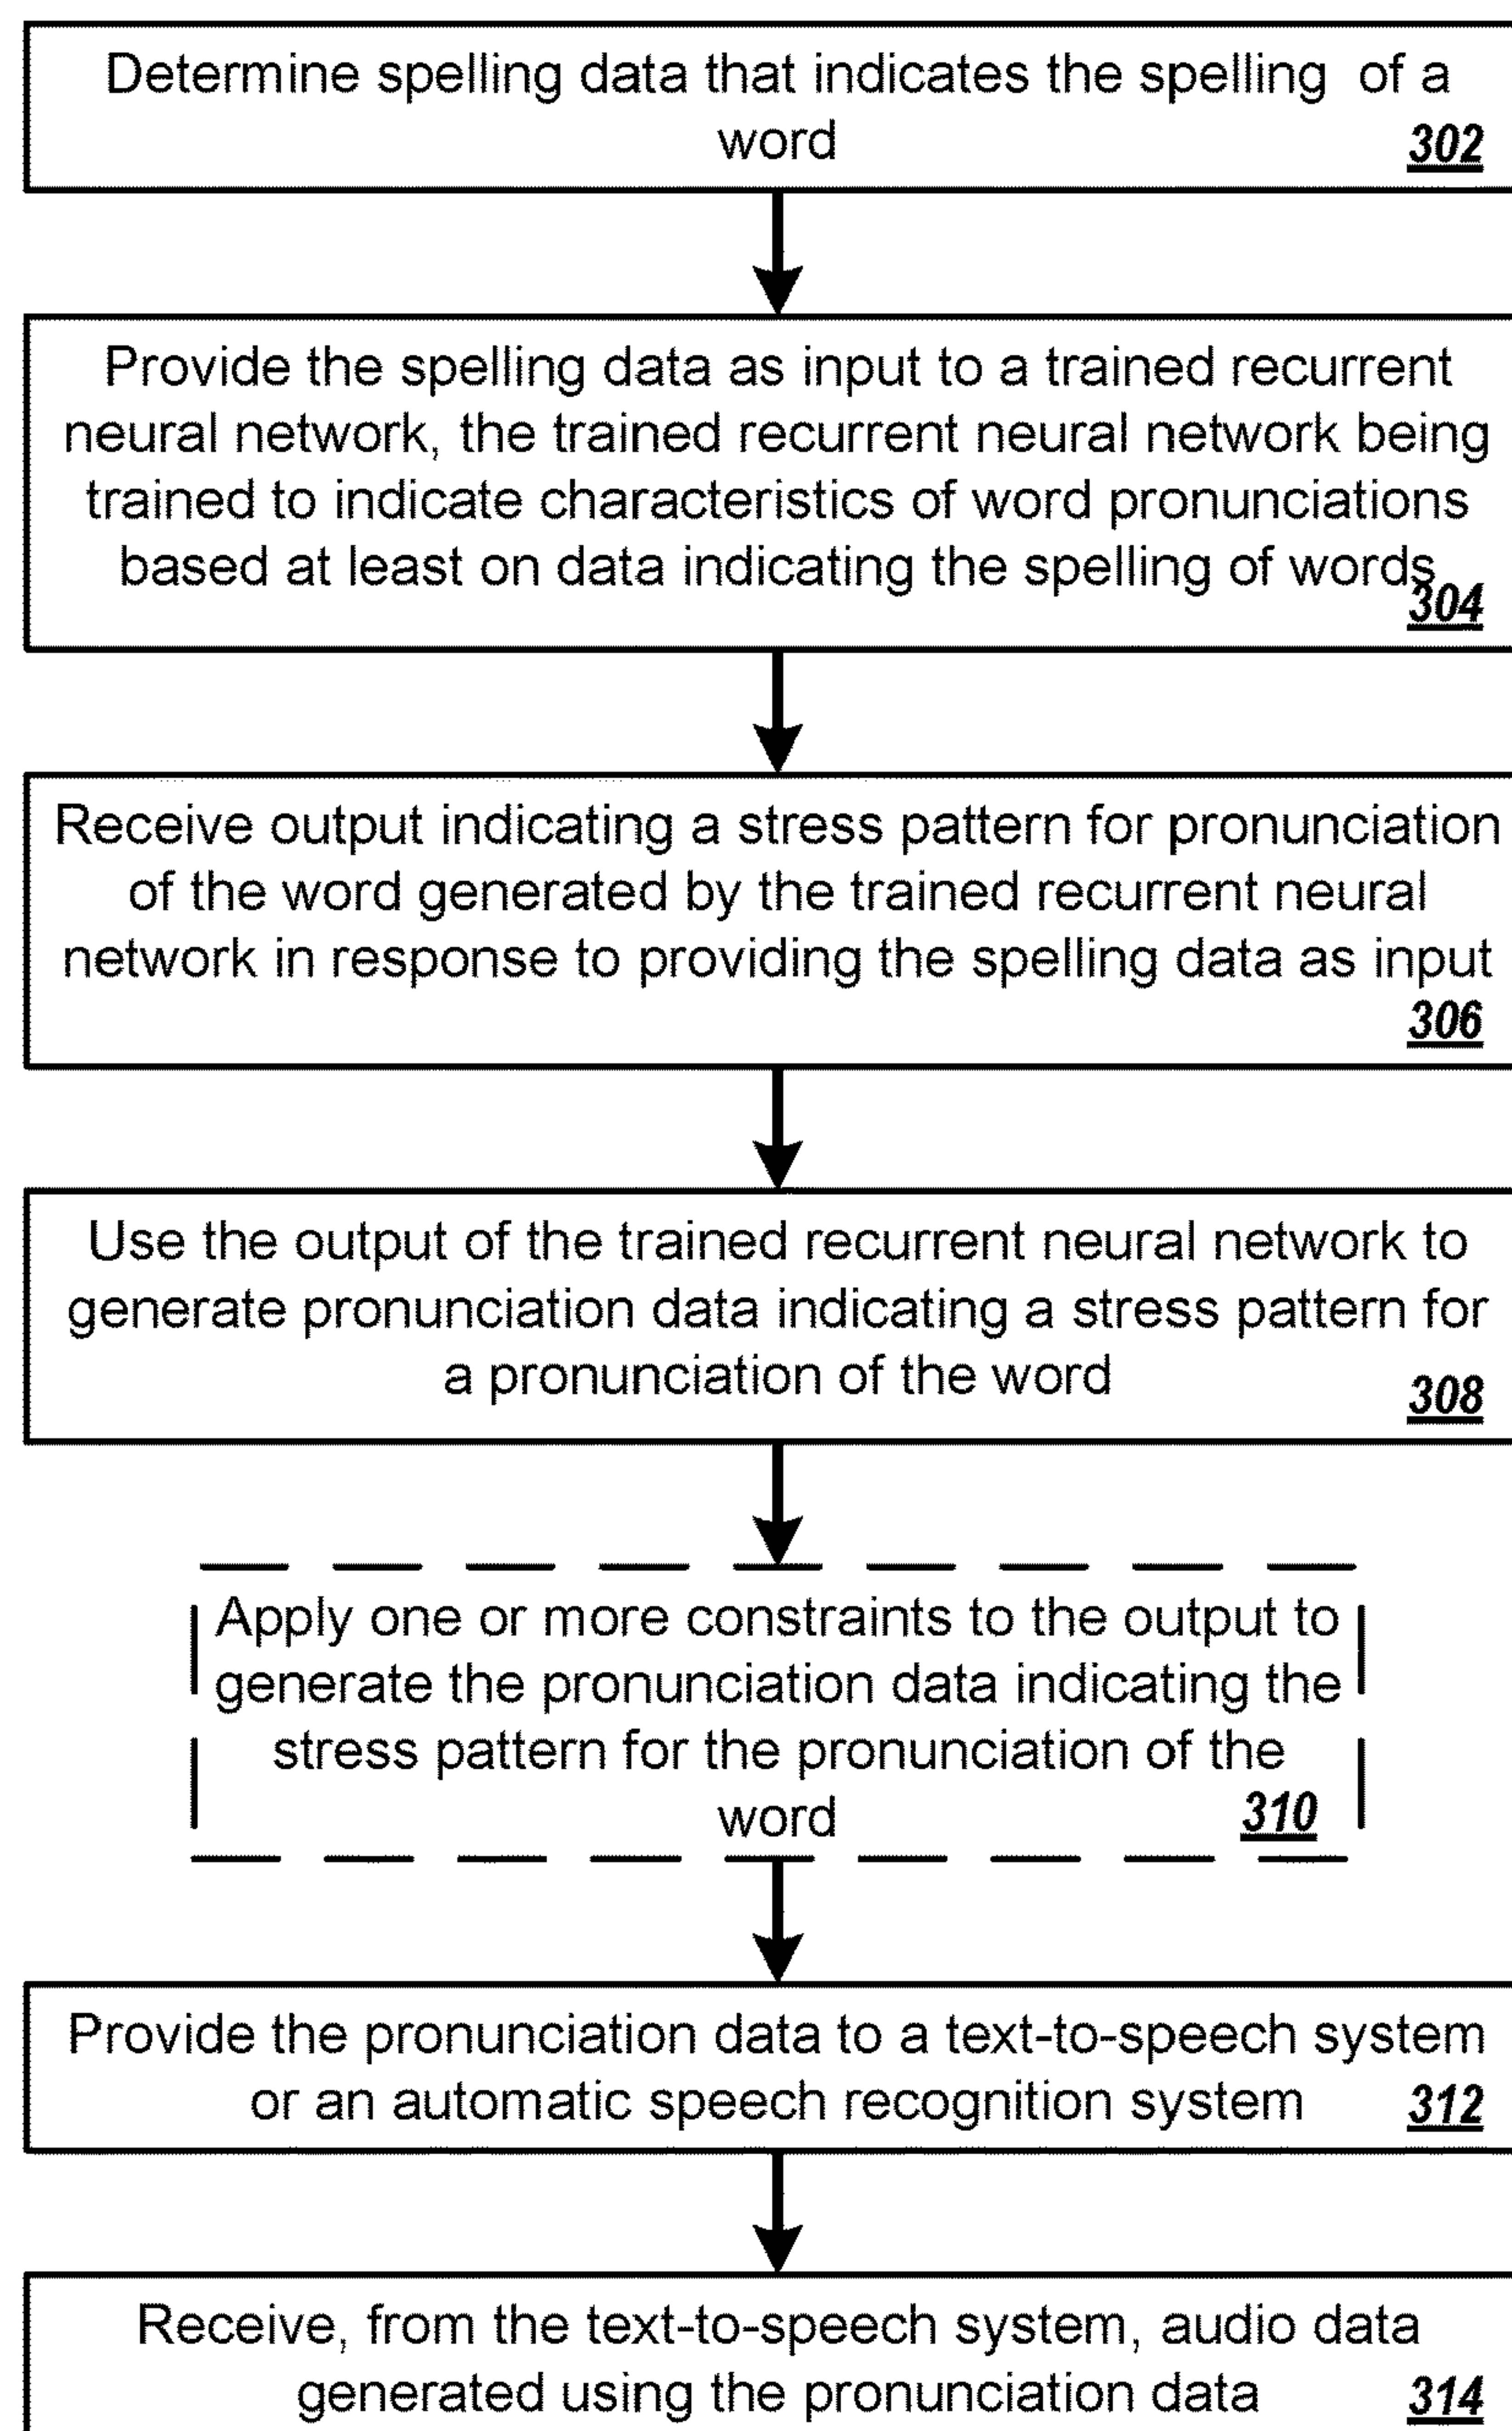 Determine spelling data that indicates the spelling of a
word 302
Provide the spelling data as input to a trained recurrent
neural network, the trained recurrent neural network being
trained to indicate characteristics of word pronunciations
based at least on data indicating the spelling of words
304
Receive output indicating a stress pattern for pronunciation
of the word generated by the trained recurrent neural
network in response to providing the spelling data as input
306
Use the output of the trained recurrent neural network to
generate pronunciation data indicating a stress pattern for
a pronunciation of the word 308
Apply one or more constraints to the output to
generate the pronunciation data indicating the
stress pattern for the pronunciation of the
word 310
Provide the pronunciation data to a text-to-speech system
or an automatic speech recognition system 312
Receive, from the text-to-speech system, audio data
generated using the pronunciation data 314